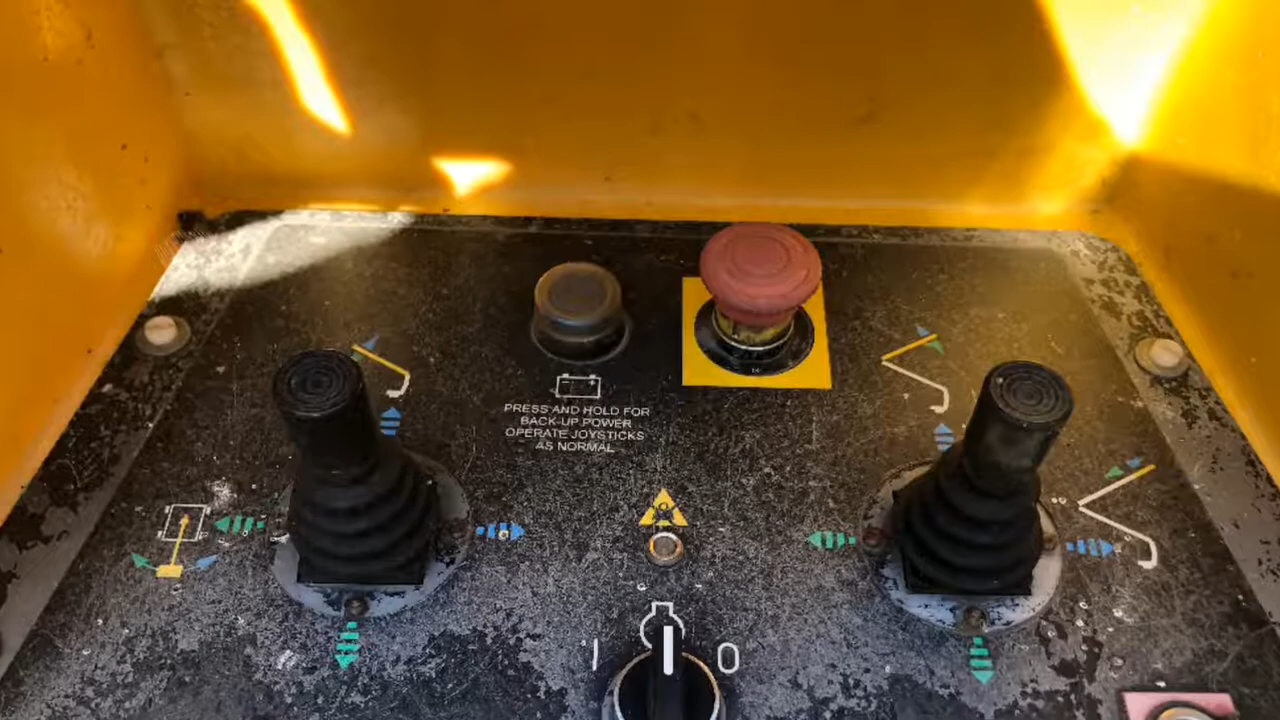 PRESS AND HOLD FOR
BACK-UP POWER
OPERATE JOYSTICKS
AS NORMAL
I O